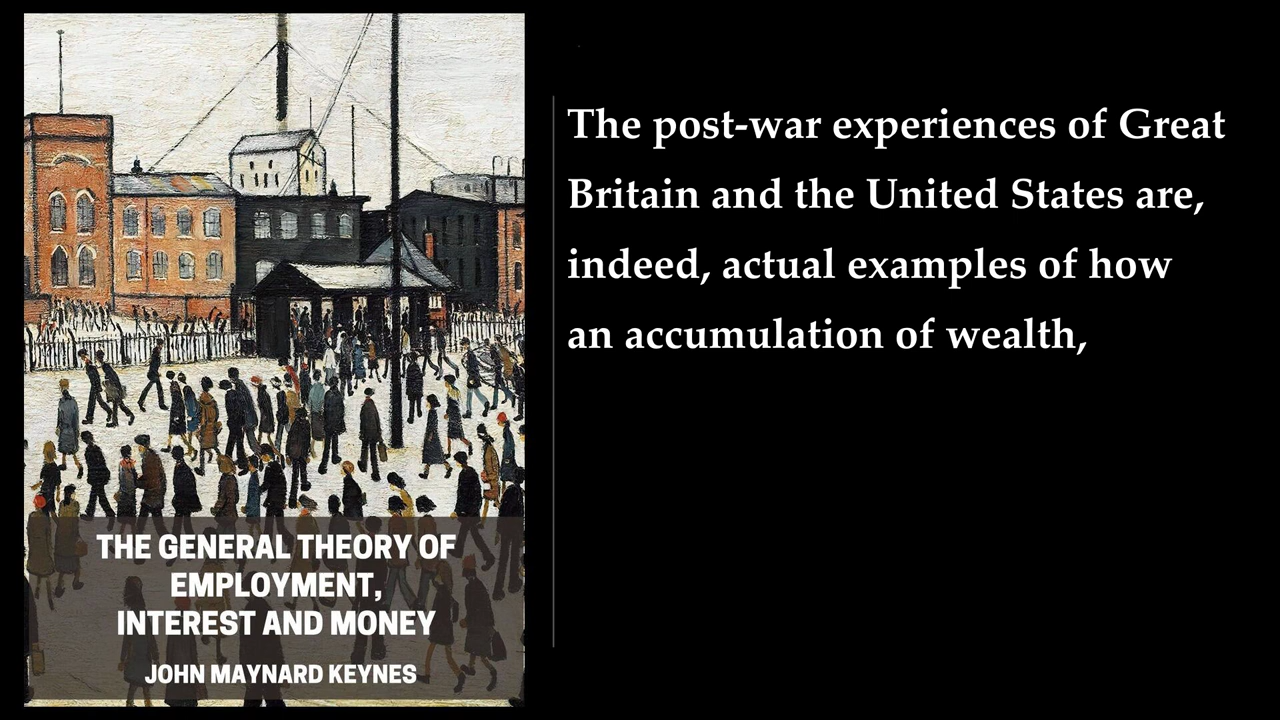 THE GENERAL THEORY OF
EMPLOYMENT,
INTEREST AND MONEY
JOHN MAYNARD KEYNES
The post-war experiences of Great
Britain and the United States are,
indeed, actual examples of how
an accumulation of wealth,